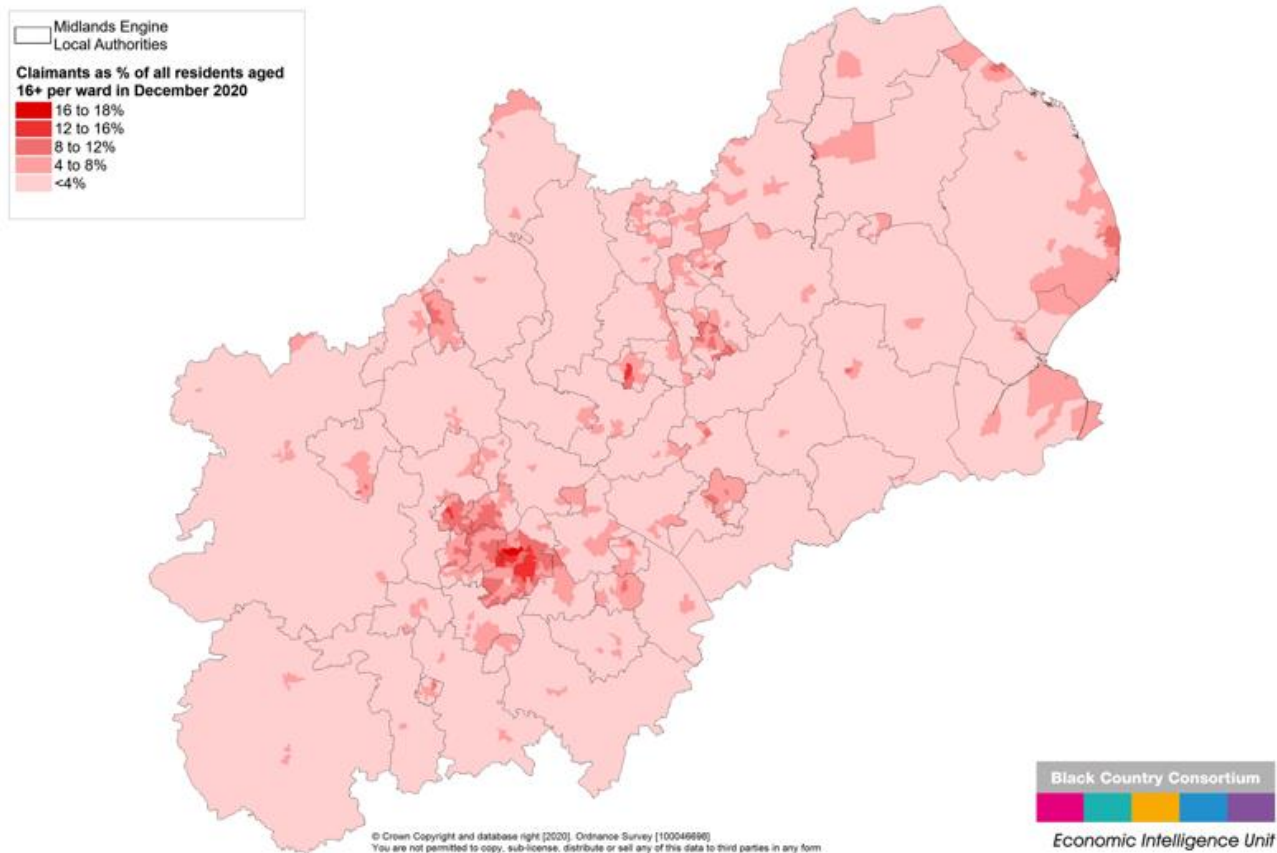 Midlands Engine
Local Authorities
Claimants as % of all residents aged
16+ per ward in December 2020
16 to 18%
12 to 16%
8 to 12%
4 to 8%
<4%
Black Country Consortium
Economic Intelligence Unit
© Crown Copyright and database right [2020]. Ordnance Survey [100046698]
You are not permitted to copy, sub-license, distribute or sell any of this data to third parties in any form